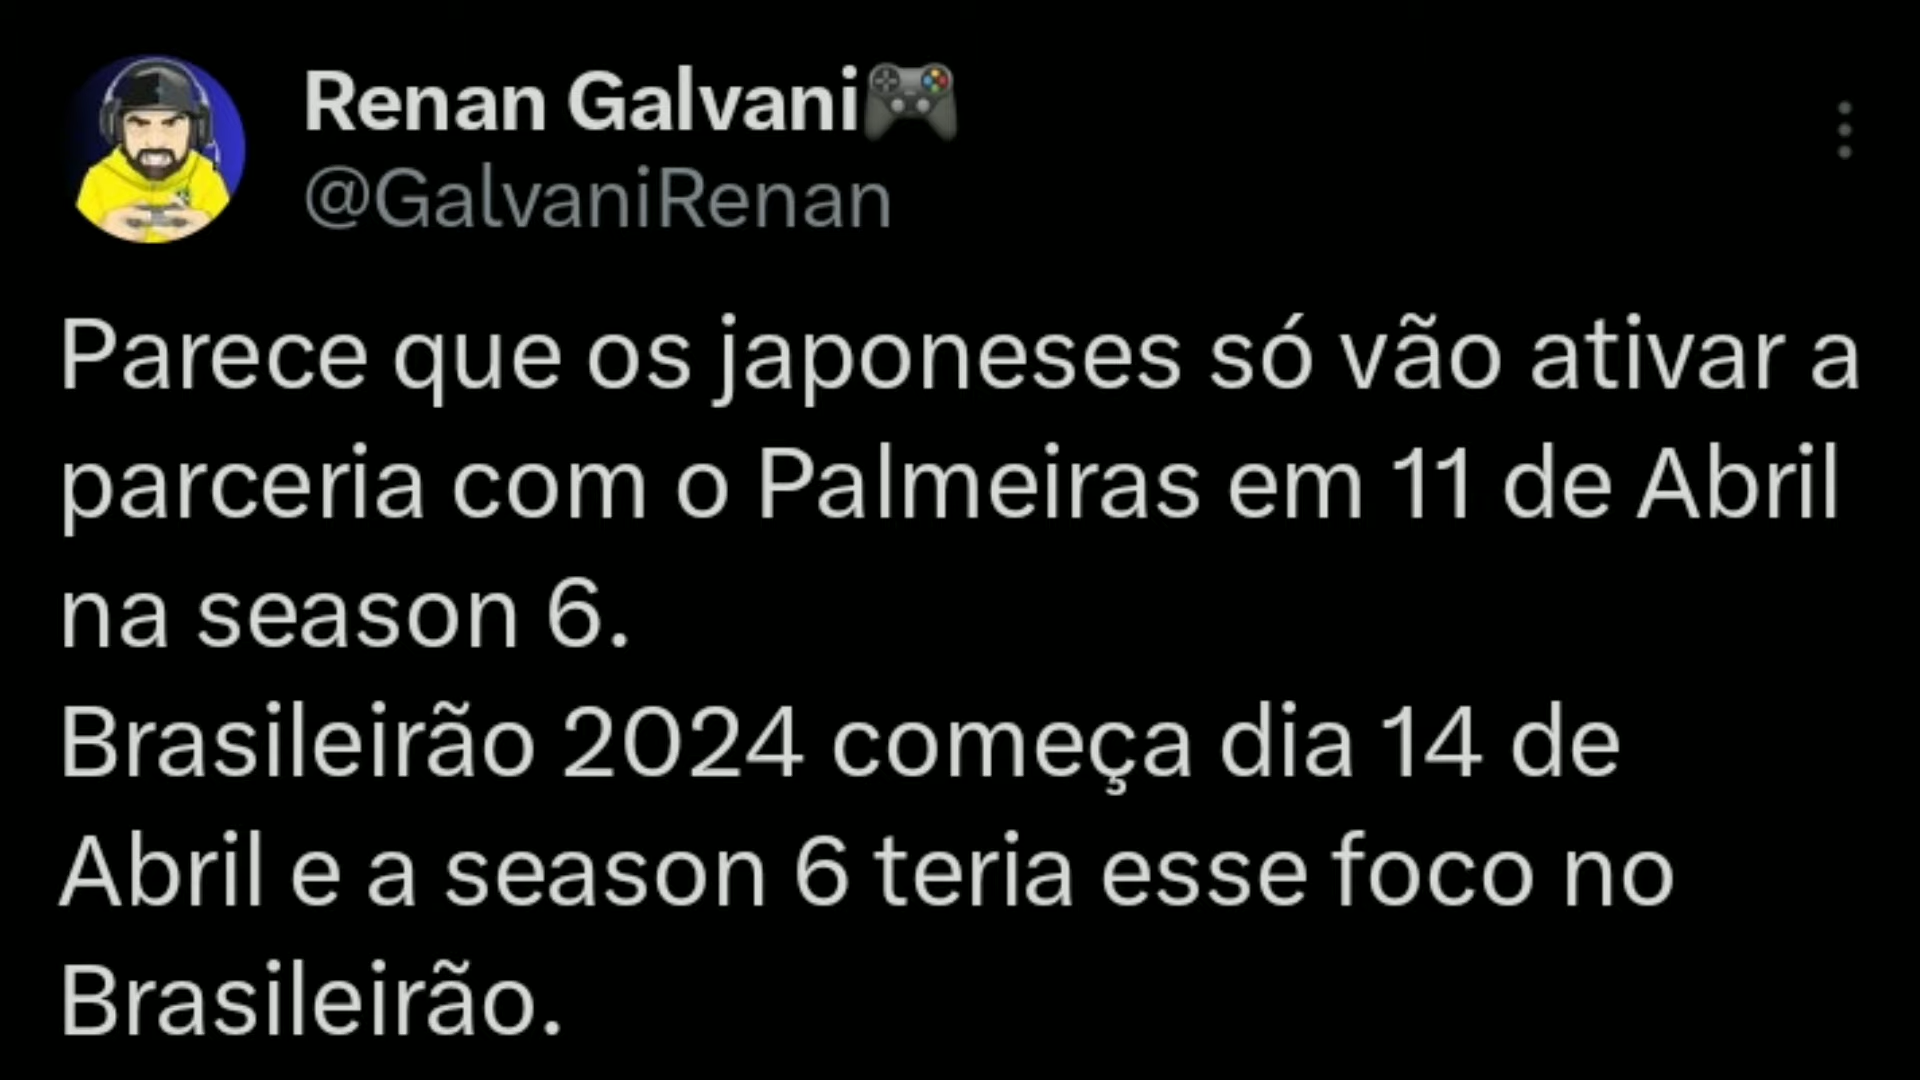 Renan Galvani🎮
@GalvaniRenan
Parece que os japoneses só vão ativar a
parceria com o Palmeiras em 11 de Abril
na season 6.
Brasileirão 2024 começa dia 14 de
Abril e a season 6 teria esse foco no
Brasileirão.